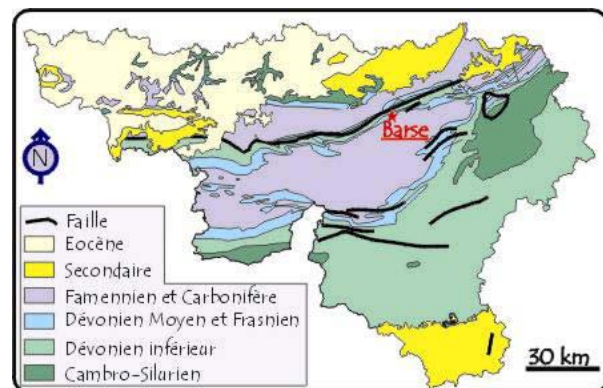 Barse
N
Faille
Eocène
Secondaire
Famennien et Carbonifère
Dévonien Moyen et Frasnien
Dévonien inférieur
Cambro-Silurien
30 km